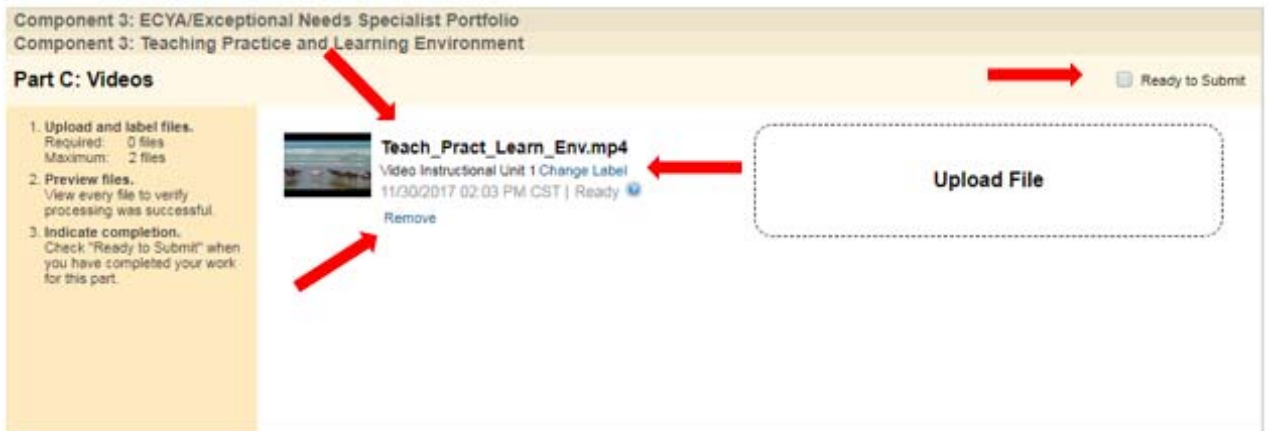 Component 3: ECYA/Exceptional Needs Specialist Portfolio
Component 3: Teaching Practice and Learning Environment
Part C: Videos
Ready to Submit
1. Upload and label files.
Required: 0 files
Maximum: 2 files
2. Preview files.
View every file to verify
processing was successful.
3. Indicate completion.
Check "Ready to Submit" when
you have completed your work
for this part.
Teach_Pract_Learn_Env.mp4
Video Instructional Unit 1 Change Label
11/30/2017 02:03 PM CST | Ready
Remove
Upload File